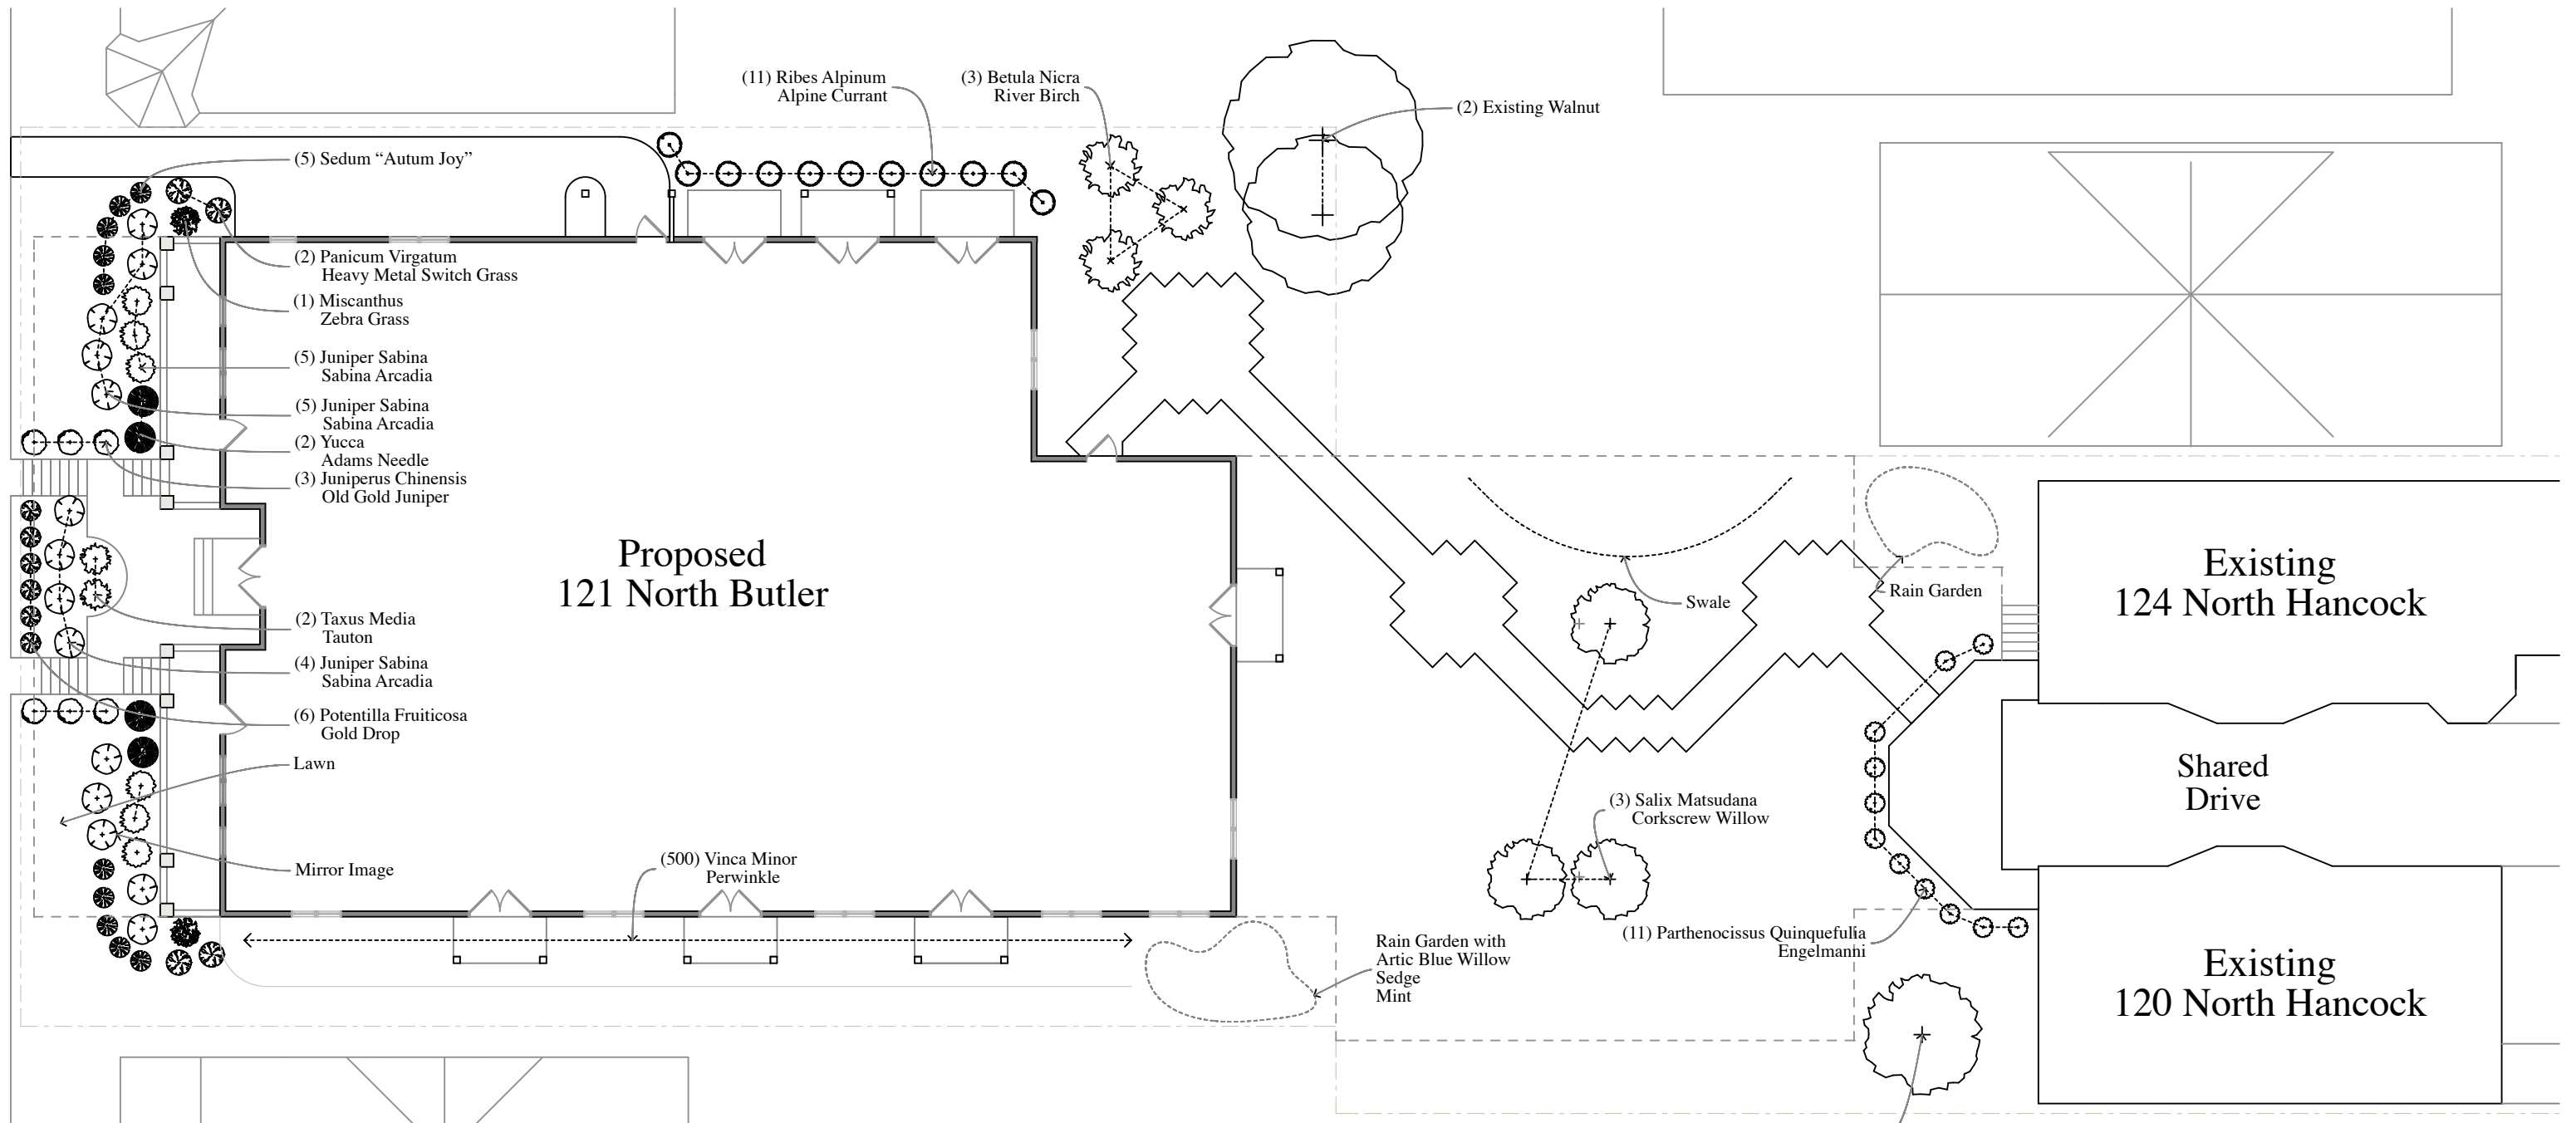 (11) Ribes Alpinum
Alpine Currant
(3) Betula Nicra
River Birch
(2) Existing Walnut
(5) Sedum “Autum Joy”
(2) Panicum Virgatum
Heavy Metal Switch Grass
(1) Miscanthus
Zebra Grass
(5) Juniper Sabina
Sabina Arcadia
(5) Juniper Sabina
Sabina Arcadia
(2) Yucca
Adams Needle
(3) Juniperus Chinensis
Old Gold Juniper
Proposed
121 North Butler
(2) Taxus Media
Tauton
(4) Juniper Sabina
Sabina Arcadia
(6) Potentilla Fruiticosa
Gold Drop
Lawn
Mirror Image
(500) Vinca Minor
Perwinkle
Swale
Rain Garden
Existing
124 North Hancock
Shared
Drive
(3) Salix Matsudana
Corkscrew Willow
(11) Parthenocissus Quinquefulia
Engelmanni
Rain Garden with
Artic Blue Willow
Sedge
Mint
Existing
120 North Hancock